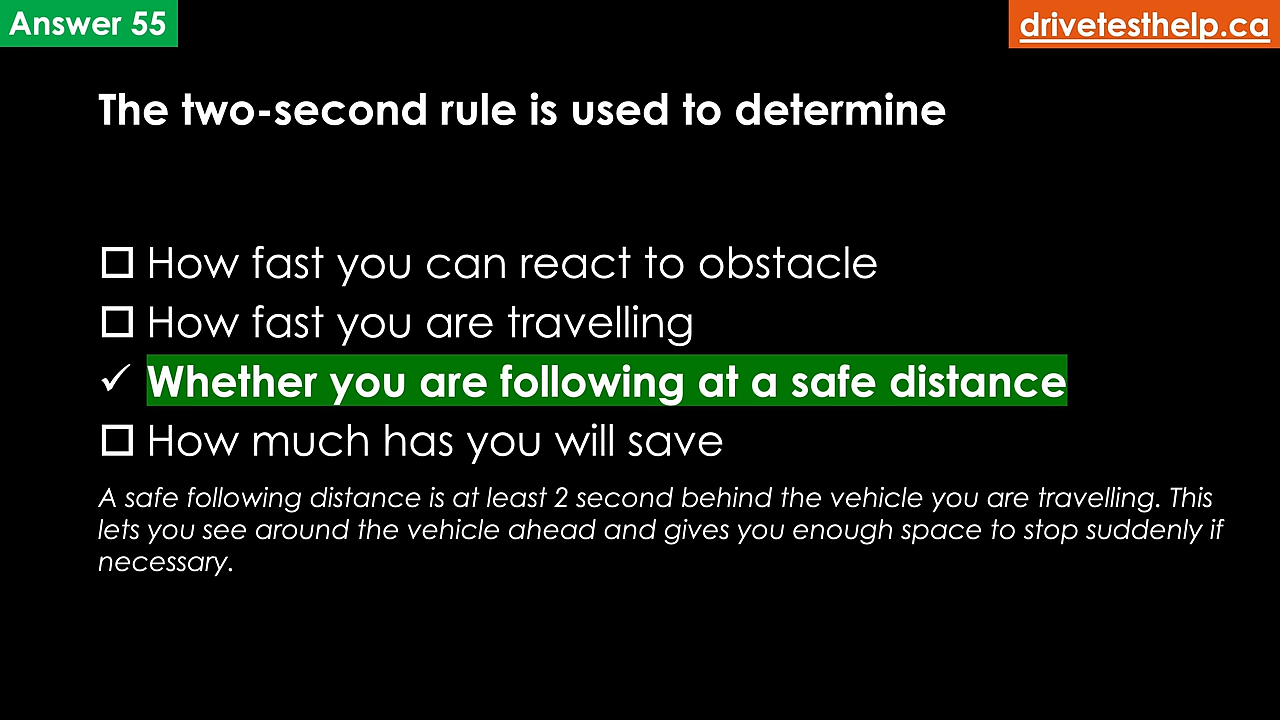 Answer 55
drivetesthelp.ca
The two-second rule is used to determine
How fast you can react to obstacle
How fast you are travelling
Whether you are following at a safe distance
How much has you will save
A safe following distance is at least 2 second behind the vehicle you are travelling. This
lets you see around the vehicle ahead and gives you enough space to stop suddenly if
necessary.